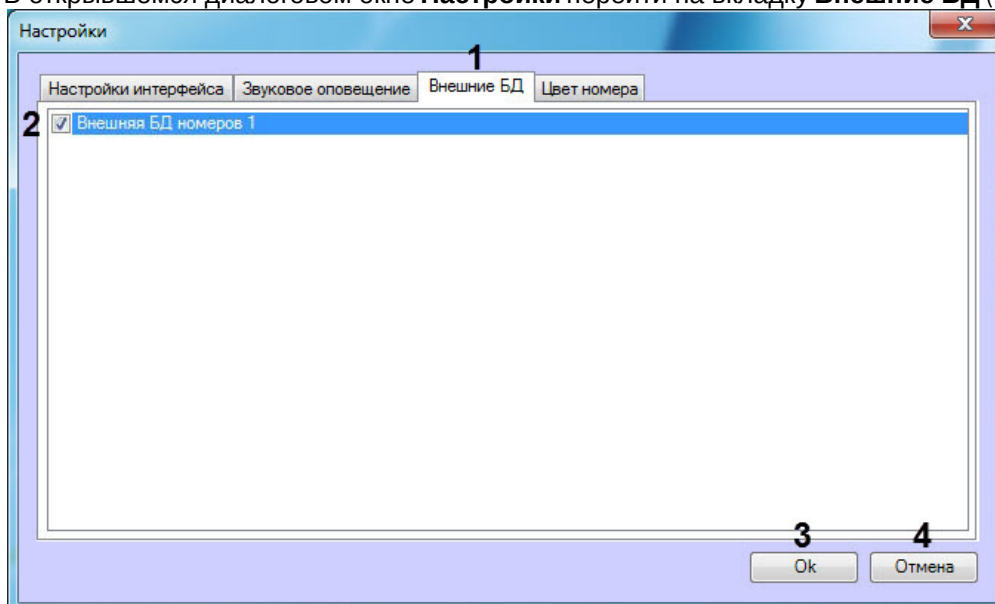 В открывшемся диалоговом окне Настройки перейти на вкладку Внешние БД (
Настройки
X
1
Настройки интерфейса Звуковое оповещение Внешние БД Цвет номера
2 Внешняя БД номеров 1
3 4
Ok Отмена